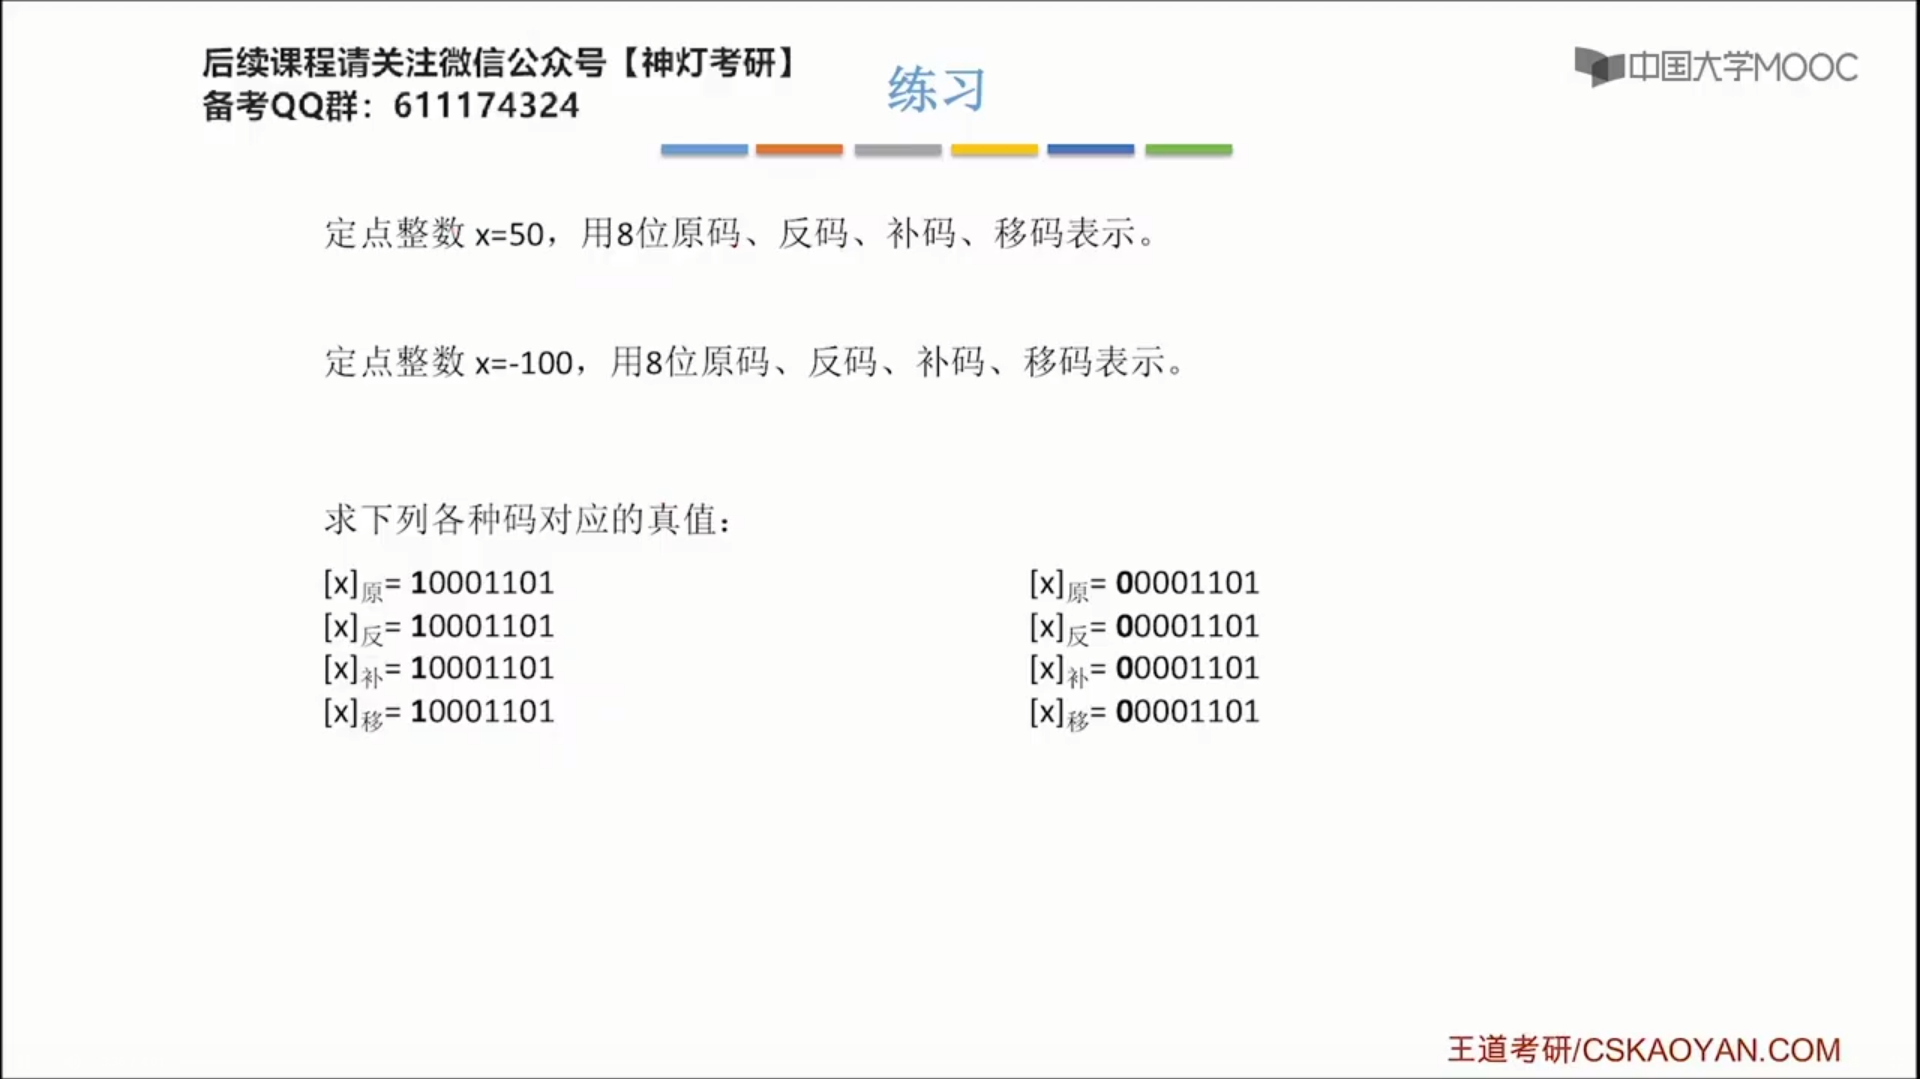 后续课程请关注微信公众号【神灯考研】
备考QQ群：611174324
练习
中国大学MOOC
定点整数 x=50，用8位原码、反码、补码、移码表示。
定点整数 x=-100，用8位原码、反码、补码、移码表示。
求下列各种码对应的真值：
[x]原= 10001101
[x]反= 10001101
[x]补= 10001101
[x]移= 10001101
[x]原= 00001101
[x]反= 00001101
[x]补= 00001101
[x]移= 00001101
王道考研/CSKAOYAN.COM